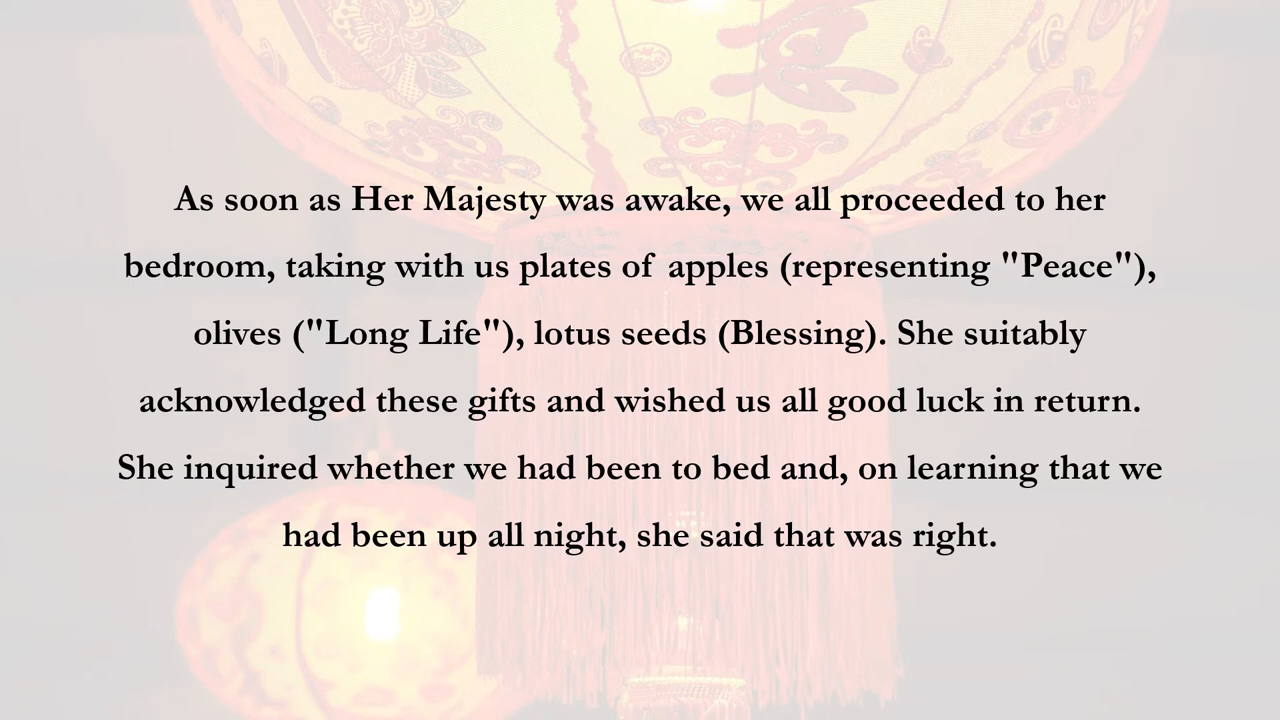 As soon as Her Majesty was awake, we all proceeded to her
bedroom, taking with us plates of apples (representing "Peace"),
olives ("Long Life"), lotus seeds (Blessing). She suitably
acknowledged these gifts and wished us all good luck in return.
She inquired whether we had been to bed and, on learning that we
had been up all night, she said that was right.